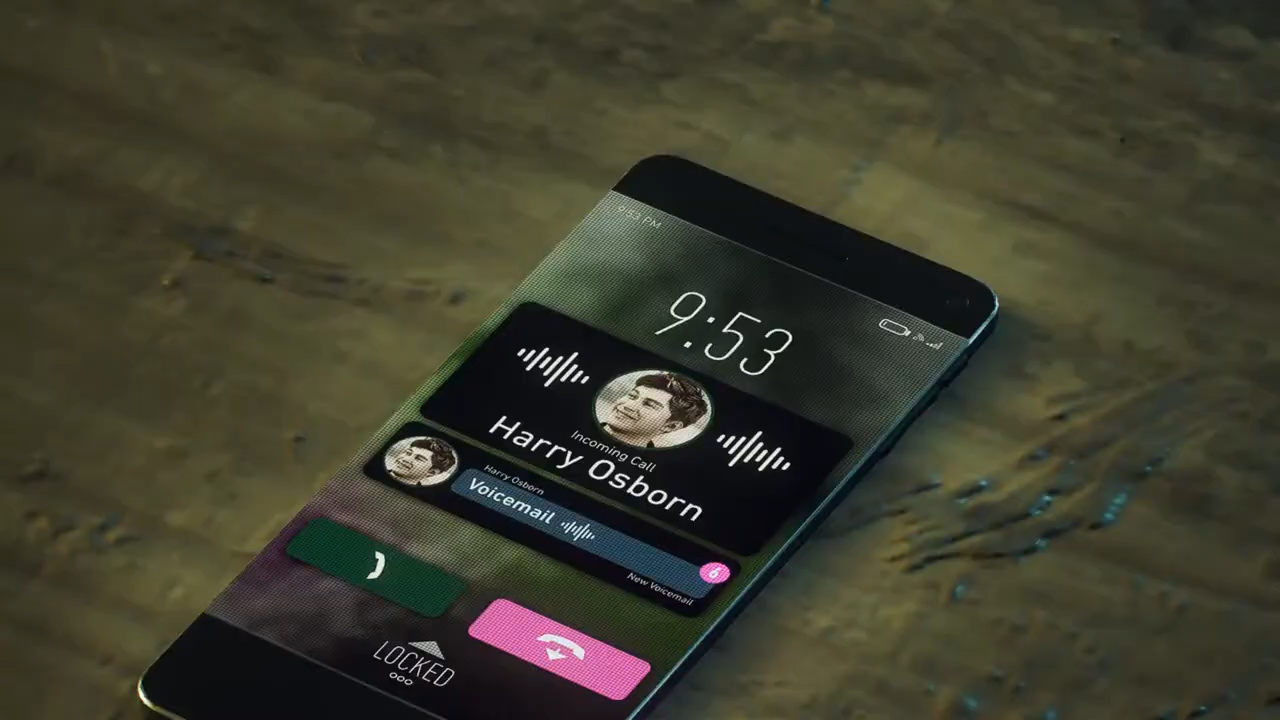 9:53 PM
9:53
Incoming Call
Harry Osborn
Harry Osborn
Voicemail
6
New Voicemail
LOCKED